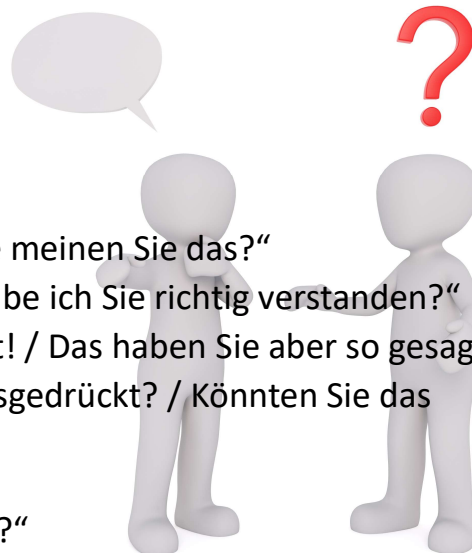 meinen Sie das?“
be ich Sie richtig verstanden?“
t! / Das haben Sie aber so gesag
sgedrückt? / Könnten Sie das
?“
?